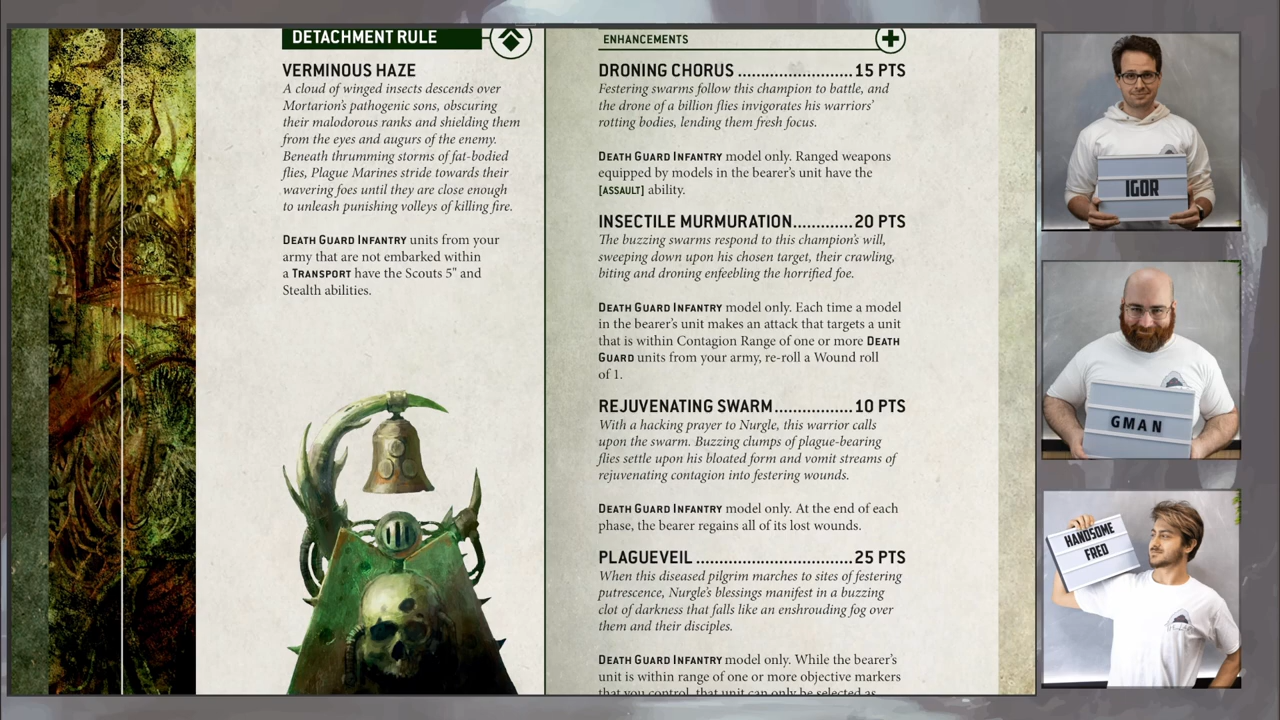 DETACHMENT RULE
VERMINOUS HAZE
A cloud of winged insects descends over
Mortarion's pathogenic sons, obscuring
their malodorous ranks and shielding them
from the eyes and augurs of the enemy.
Beneath thrumming storms of fat-bodied
flies, Plague Marines stride towards their
wavering foes until they are close enough
to unleash punishing volleys of killing fire.
DEATH GUARD INFANTRY units from your
army that are not embarked within
a TRANSPORT have the Scouts 5" and
Stealth abilities.
ENHANCEMENTS
DRONING CHORUS ......................... 15 PTS
Festering swarms follow this champion to battle, and
the drone of a billion flies invigorates his warriors'
rotting bodies, lending them fresh focus.
DEATH GUARD INFANTRY model only. Ranged weapons
equipped by models in the bearer's unit have the
[ASSAULT] ability.
INSECTILE MURMURATION............. 20 PTS
The buzzing swarms respond to this champion's will,
sweeping down upon his chosen target, their crawling,
biting and droning enfeebling the horrified foe.
DEATH GUARD INFANTRY model only. Each time a model
in the bearer's unit makes an attack that targets a unit
that is within Contagion Range of one or more DEATH
GUARD units from your army, re-roll a Wound roll
of 1.
REJUVENATING SWARM................. 10 PTS
With a hacking prayer to Nurgle, this warrior calls
upon the swarm. Buzzing clumps of plague-bearing
flies settle upon his bloated form and vomit streams of
rejuvenating contagion into festering wounds.
DEATH GUARD INFANTRY model only. At the end of each
phase, the bearer regains all of its lost wounds.
PLAGUEVEIL .................................. 25 PTS
When this diseased pilgrim marches to sites of festering
putrescence, Nurgle's blessings manifest in a buzzing
clot of darkness that falls like an enshrouding fog over
them and their disciples.
DEATH GUARD INFANTRY model only. While the bearer's
unit is within range of one or more objective markers
that you control, that unit can only be selected as
IGOR
GMAN
HANDSOME
FRED